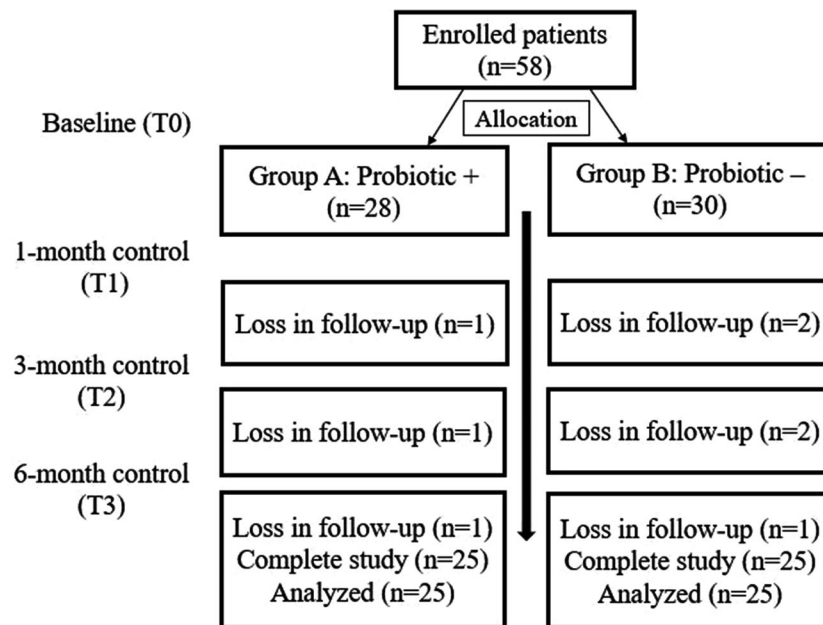 Enrolled patients
(n=58)
Baseline (T0)
Allocation
Group A: Probiotic +
(n=28)
Group B: Probiotic –
(n=30)
1-month control
(T1)
Loss in follow-up (n=1)
Loss in follow-up (n=2)
3-month control
(T2)
Loss in follow-up (n=1)
Loss in follow-up (n=2)
6-month control
(T3)
Loss in follow-up (n=1)
Complete study (n=25)
Analyzed (n=25)
Loss in follow-up (n=1)
Complete study (n=25)
Analyzed (n=25)